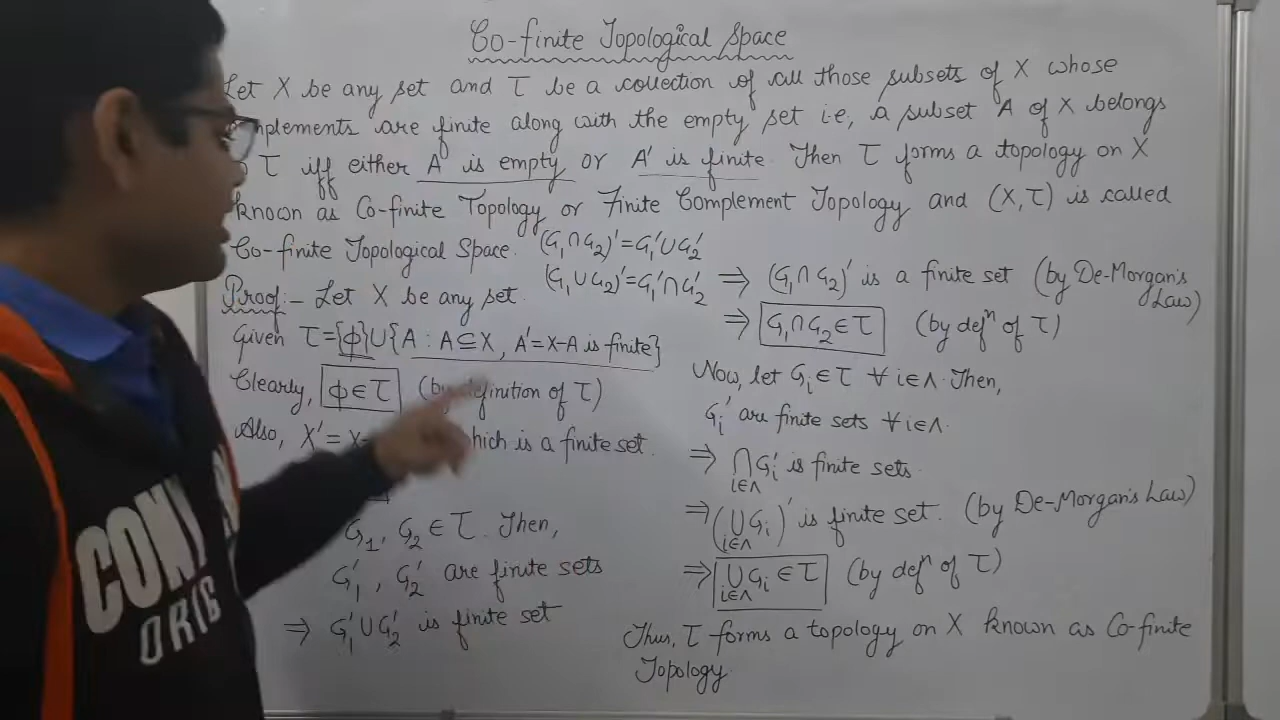 Co-finite Topological Space
Let X be any set and τ be a collection of all those subsets of X whose
mplements are finite along with the empty set i.e., a subset A of X belongs
τ iff either A is empty or A' is finite. Then τ forms a topology on X
known as Co-finite Topology or Finite Complement Topology and (X,τ) is called
Co-finite Topological Space.
(G₁∩G₂)'=G₁'∪G₂'
(G₁∪G₂)'=G₁'∩G₂'
Proof:- Let X be any set.
Given τ={ϕ}∪{A : A⊆X, A'=X-A is finite}
Clearly, ϕ∈τ (by definition of τ)
Also, X' = X- which is a finite set.
G₁, G₂ ∈ τ. Then,
G₁', G₂' are finite sets
⇒ G₁'∪G₂' is finite set
⇒ (G₁∩G₂)' is a finite set (by De-Morgan's
Law)
⇒ G₁∩G₂∈τ (by defⁿ of τ)
Now, let Gᵢ∈τ ∀ i∈Λ. Then,
Gᵢ' are finite sets ∀ i∈Λ.
⇒ ∩Gᵢ' is finite sets.
i∈Λ
⇒ (∪Gᵢ)' is finite set. (by De-Morgan's Law)
i∈Λ
⇒ ∪Gᵢ∈τ (by defⁿ of τ)
i∈Λ
Thus, τ forms a topology on X known as Co-finite
Topology.
CON
ORIG